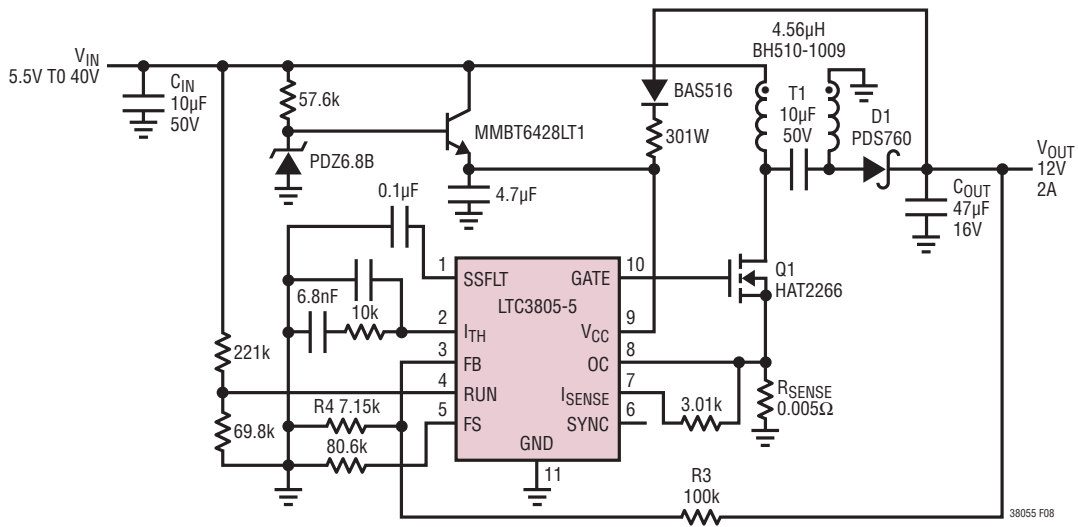 4.56µH
BH510-1009
VIN
5.5V T0 40V
CIN
10µF
50V
57.6k
PDZ6.8B
MMBT6428LT1
BAS516
301W
T1
10µF
50V
D1
PDS760
VOUT
12V
2A
COUT
47µF
16V
0.1µF
4.7µF
1
SSFLT
GATE
10
Q1
HAT2266
LTC3805-5
6.8nF
10k
2
ITH
VCC
9
3
FB
OC
8
221k
4
RUN
ISENSE
7
3.01k
RSENSE
0.005Ω
R4 7.15k
5
FS
SYNC
6
69.8k
80.6k
GND
11
R3
100k
38055 F08